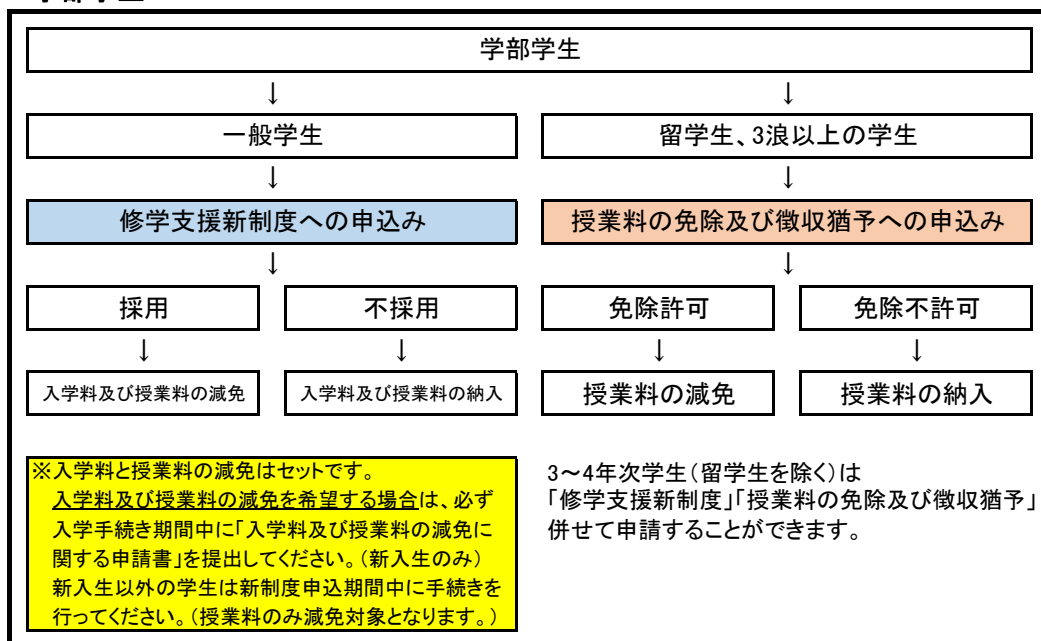 学部学生
↓ ↓
一般学生 留学生、3浪以上の学生
↓ ↓
修学支援新制度への申込み 授業料の免除及び徴収猶予への申込み
↓ ↓
採用 不採用 免除許可 免除不許可
↓ ↓ ↓ ↓
入学料及び授業料の減免 入学料及び授業料の納入 授業料の減免 授業料の納入
※入学料と授業料の減免はセットです。
入学料及び授業料の減免を希望する場合は、必ず
入学手続き期間中に「入学料及び授業料の減免に
関する申請書」を提出してください。(新入生のみ)
新入生以外の学生は新制度申込期間中に手続きを
行ってください。(授業料のみ減免対象となります。)
3~4年次学生(留学生を除く)は
「修学支援新制度」「授業料の免除及び徴収猶予」
併せて申請することができます。